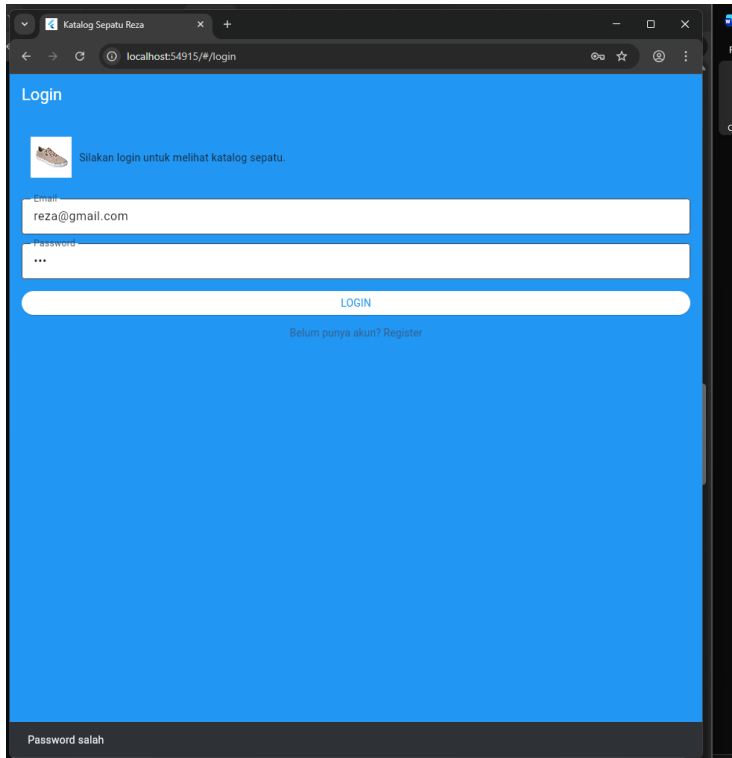 Katalog Sepatu Reza
localhost:54915/#/login
Login
Silakan login untuk melihat katalog sepatu.
Email
reza@gmail.com
Password
•••
LOGIN
Belum punya akun? Register
Password salah